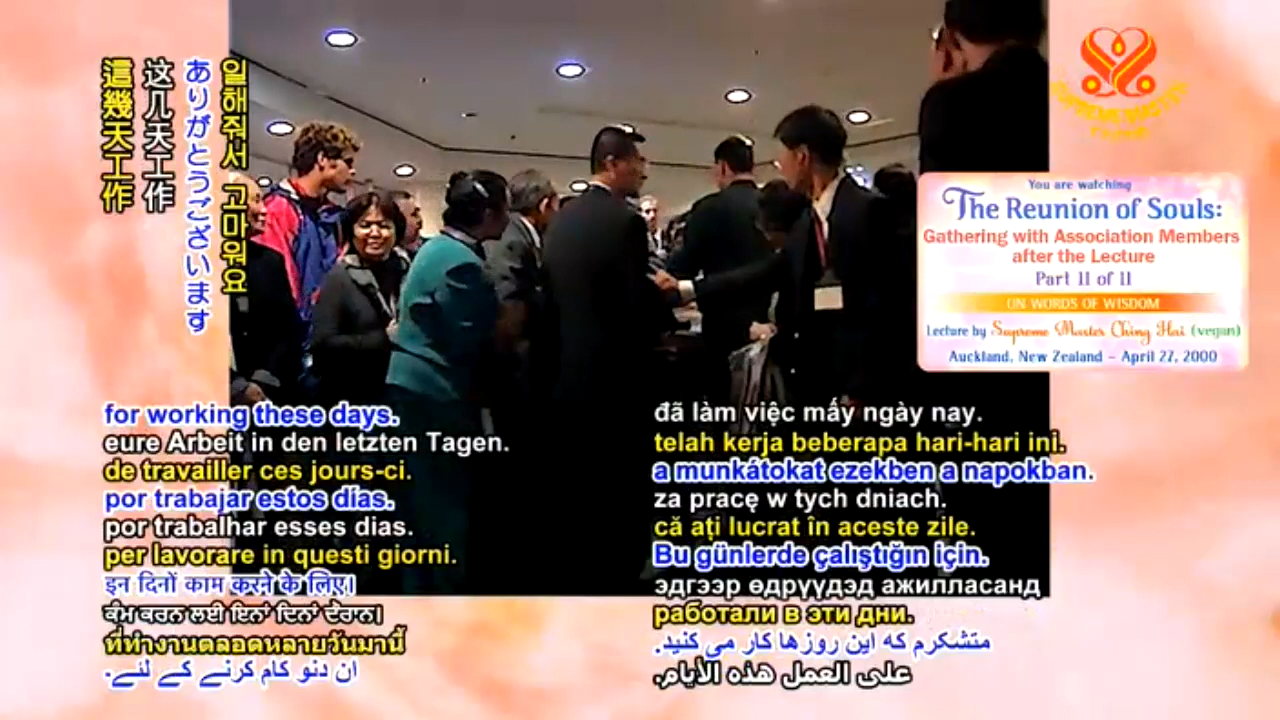 這幾天工作
这几天工作
ありがとうございます
일해줘서 고마워요
SUPREME MASTER
You are watching
The Reunion of Souls:
Gathering with Association Members
after the Lecture
Part 11 of 11
ON WORDS OF WISDOM
Lecture by Supreme Master Ching Hai (vegan)
Auckland, New Zealand – April 27, 2000
for working these days.
eure Arbeit in den letzten Tagen.
de travailler ces jours-ci.
por trabajar estos días.
por trabalhar esses dias.
per lavorare in questi giorni.
इन दिनों काम करने के लिए।
ਕੰਮ ਕਰਨ ਲਈ ਇਨਾਂ ਦਿਨਾਂ ਦੇਰਾਨ।
ที่ทำงานตลอดหลายวันมานี้
ان دنو کام کرنے کے لئے۔
đã làm việc mấy ngày nay.
telah kerja beberapa hari-hari ini.
a munkátokat ezekben a napokban.
za pracę w tych dniach.
că ați lucrat în aceste zile.
Bu günlerde çalıştığın için.
эдгээр өдрүүдэд ажилласанд
работали в эти дни.
متشکرم که این روزها کار می کنید.
على العمل هذه الأيام.